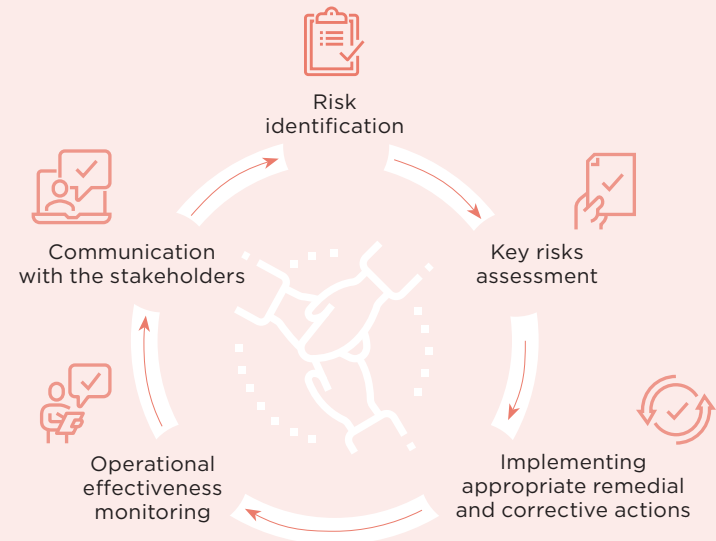 Risk
identification
Key risks
assessment
Implementing
appropriate remedial
and corrective actions
Operational
effectiveness
monitoring
Communication
with the stakeholders